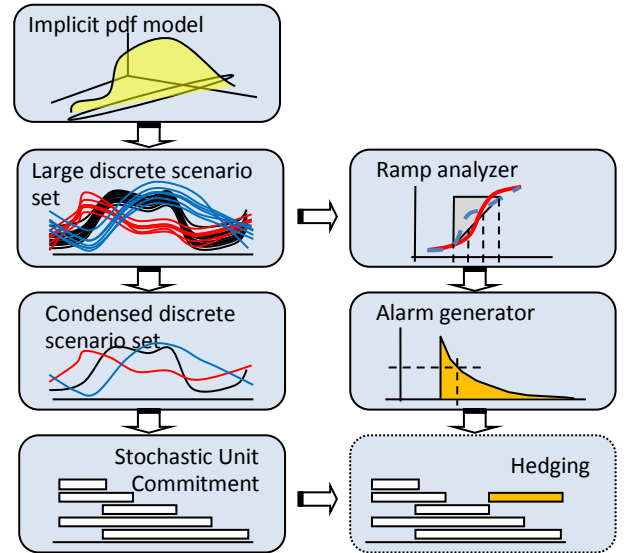 Implicit pdf model
Large discrete scenario
set
Ramp analyzer
Condensed discrete
scenario set
Alarm generator
Stochastic Unit
Commitment
Hedging